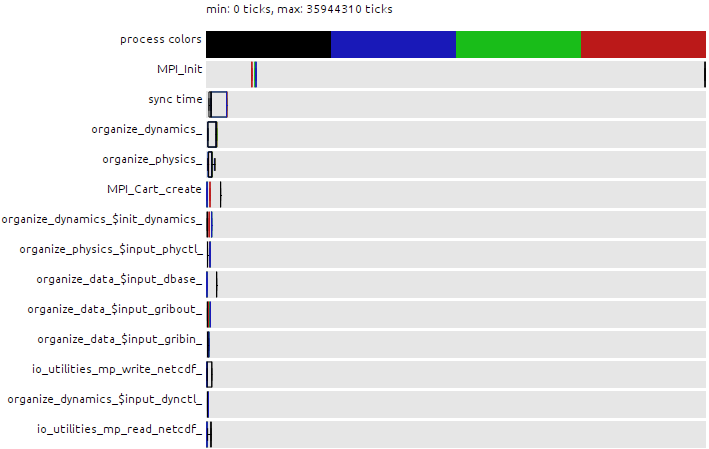 min: 0 ticks, max: 35944310 ticks
process colors
MPI_Init
sync time
organize_dynamics_
organize_physics_
MPI_Cart_create
organize_dynamics_$init_dynamics_
organize_physics_$input_phyctl_
organize_data_$input_dbase_
organize_data_$input_gribout_
organize_data_$input_gribin_
io_utilities_mp_write_netcdf_
organize_dynamics_$input_dynctl_
io_utilities_mp_read_netcdf_